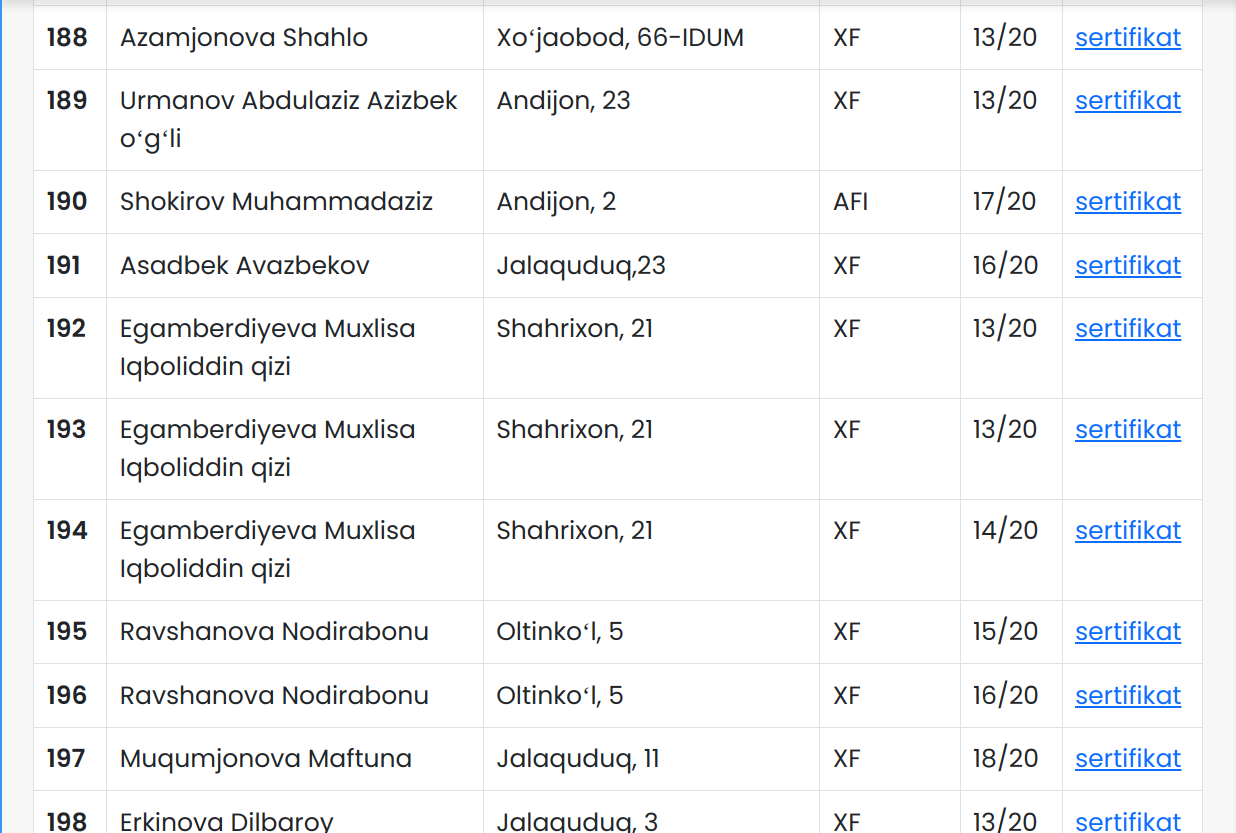 188 Azamjonova Shahlo Xoʻjaobod, 66-IDUM XF 13/20 sertifikat
189 Urmanov Abdulaziz Azizbek Andijon, 23 XF 13/20 sertifikat
oʻgʻli
190 Shokirov Muhammadaziz Andijon, 2 AFI 17/20 sertifikat
191 Asadbek Avazbekov Jalaquduq,23 XF 16/20 sertifikat
192 Egamberdiyeva Muxlisa Shahrixon, 21 XF 13/20 sertifikat
Iqboliddin qizi
193 Egamberdiyeva Muxlisa Shahrixon, 21 XF 13/20 sertifikat
Iqboliddin qizi
194 Egamberdiyeva Muxlisa Shahrixon, 21 XF 14/20 sertifikat
Iqboliddin qizi
195 Ravshanova Nodirabonu Oltinkoʻl, 5 XF 15/20 sertifikat
196 Ravshanova Nodirabonu Oltinkoʻl, 5 XF 16/20 sertifikat
197 Muqumjonova Maftuna Jalaquduq, 11 XF 18/20 sertifikat
198 Erkinova Dilbaroy Jalaquduq, 3 XF 13/20 sertifikat